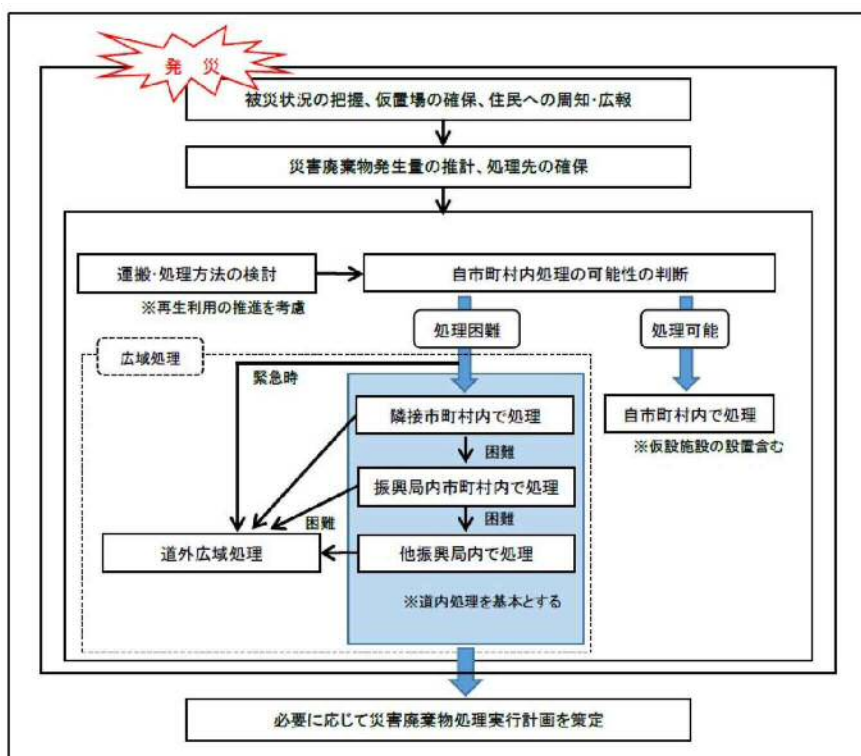 発 災
被災状況の把握、仮置場の確保、住民への周知・広報
災害廃棄物発生量の推計、処理先の確保
運搬・処理方法の検討
自市町村内処理の可能性の判断
※再生利用の推進を考慮
処理困難
処理可能
広域処理
緊急時
隣接市町村内で処理
自市町村内で処理
※仮設施設の設置含む
困難
振興局内市町村内で処理
困難
困難
道外広域処理
他振興局内で処理
※道内処理を基本とする
必要に応じて災害廃棄物処理実行計画を策定